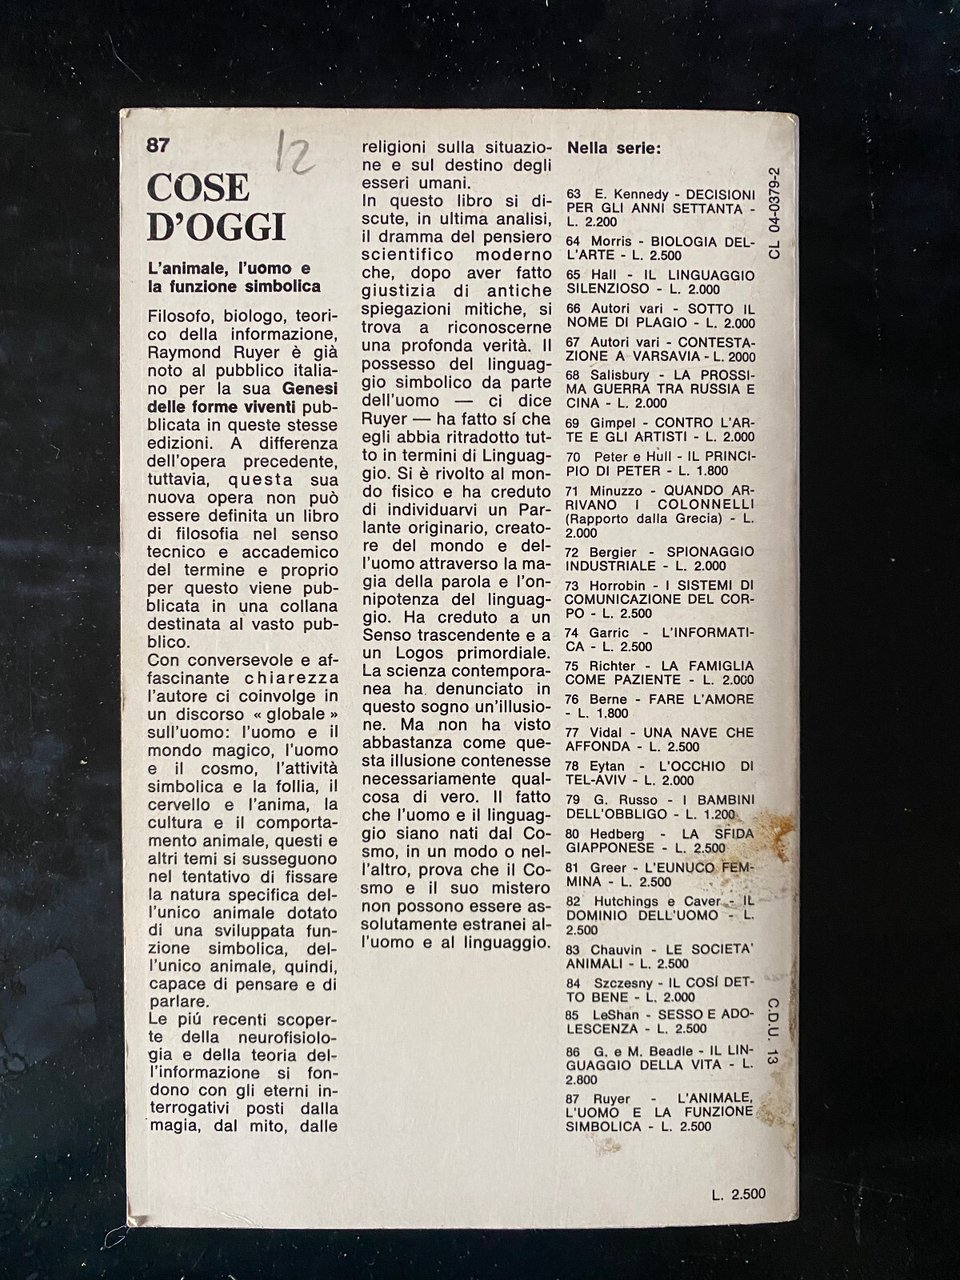 87
12
COSE
D'OGGI
L'animale, l'uomo e
la funzione simbolica
Filosofo, biologo, teori-
co della informazione,
Raymond Ruyer è già
noto al pubblico italia-
no per la sua Genesi
delle forme viventi pub-
blicata in queste stesse
edizioni. A differenza
dell'opera precedente,
tuttavia, questa sua
nuova opera non può
essere definita un libro
di filosofia nel senso
tecnico e accademico
del termine e proprio
per questo viene pub-
blicata in una collana
destinata al vasto pub-
blico.
Con conversevole e af-
fascinante chiarezza
l'autore ci coinvolge in
un discorso «globale»
sull'uomo: l'uomo e il
mondo magico, l'uomo
e il cosmo, l'attività
simbolica e la follia, il
cervello e l'anima, la
cultura e il comporta-
mento animale, questi e
altri temi si susseguono
nel tentativo di fissare
la natura specifica del-
l'unico animale dotato
di una sviluppata fun-
zione simbolica, del-
l'unico animale, quindi,
capace di pensare e di
parlare.
Le piú recenti scoper-
te della neurofisiolo-
gia e della teoria del-
l'informazione si fon-
dono con gli eterni in-
terrogativi posti dalla
magia, dal mito, dalle
religioni sulla situazio-
ne e sul destino degli
esseri umani.
In questo libro si di-
scute, in ultima analisi,
il dramma del pensiero
scientifico moderno
che, dopo aver fatto
giustizia di antiche
spiegazioni mitiche, si
trova a riconoscerne
una profonda verità. Il
possesso del linguag-
gio simbolico da parte
dell'uomo — ci dice
Ruyer — ha fatto sí che
egli abbia ritradotto tut-
to in termini di Linguag-
gio. Si è rivolto al mon-
do fisico e ha creduto
di individuarvi un Par-
lante originario, creato-
re del mondo e del-
l'uomo attraverso la ma-
gia della parola e l'on-
nipotenza del linguag-
gio. Ha creduto a un
Senso trascendente e a
un Logos primordiale.
La scienza contempora-
nea ha denunciato in
questo sogno un'illusio-
ne. Ma non ha visto
abbastanza come que-
sta illusione contenesse
necessariamente qual-
cosa di vero. Il fatto
che l'uomo e il linguag-
gio siano nati dal Co-
smo, in un modo o nel-
l'altro, prova che il Co-
smo e il suo mistero
non possono essere as-
solutamente estranei al-
l'uomo e al linguaggio.
Nella serie:
63 E. Kennedy - DECISIONI
PER GLI ANNI SETTANTA -
L. 2.200
64 Morris - BIOLOGIA DEL-
L'ARTE - L. 2.500
65 Hall - IL LINGUAGGIO
SILENZIOSO - L. 2.000
66 Autori vari - SOTTO IL
NOME DI PLAGIO - L. 2.000
67 Autori vari - CONTESTA-
ZIONE A VARSAVIA - L. 2000
68 Salisbury - LA PROSSI-
MA GUERRA TRA RUSSIA E
CINA - L. 2.000
69 Gimpel - CONTRO L'AR-
TE E GLI ARTISTI - L. 2.000
70 Peter e Hull - IL PRINCI-
PIO DI PETER - L. 1.800
71 Minuzzo - QUANDO AR-
RIVANO I COLONNELLI
(Rapporto dalla Grecia) - L.
2.000
72 Bergier - SPIONAGGIO
INDUSTRIALE - L. 2.000
73 Horrobin - I SISTEMI DI
COMUNICAZIONE DEL COR-
PO - L. 2.500
74 Garric - L'INFORMATI-
CA - L. 2.500
75 Richter - LA FAMIGLIA
COME PAZIENTE - L. 2.000
76 Berne - FARE L'AMORE
- L. 1.800
77 Vidal - UNA NAVE CHE
AFFONDA - L. 2.500
78 Eytan - L'OCCHIO DI
TEL-AVIV - L. 2.000
79 G. Russo - I BAMBINI
DELL'OBBLIGO - L. 1.200
80 Hedberg - LA SFIDA
GIAPPONESE - L. 2.500
81 Greer - L'EUNUCO FEM-
MINA - L. 2.500
82 Hutchings e Caver - IL
DOMINIO DELL'UOMO - L.
2.500
83 Chauvin - LE SOCIETA'
ANIMALI - L. 2.500
84 Szczesny - IL COSÍ DET-
TO BENE - L. 2.000
85 LeShan - SESSO E ADO-
LESCENZA - L. 2.500
86 G. e M. Beadle - IL LIN-
GUAGGIO DELLA VITA - L.
2.800
87 Ruyer - L'ANIMALE,
L'UOMO E LA FUNZIONE
SIMBOLICA - L. 2.500
CL 04-0379-2
C.D.U. 13
L. 2.500